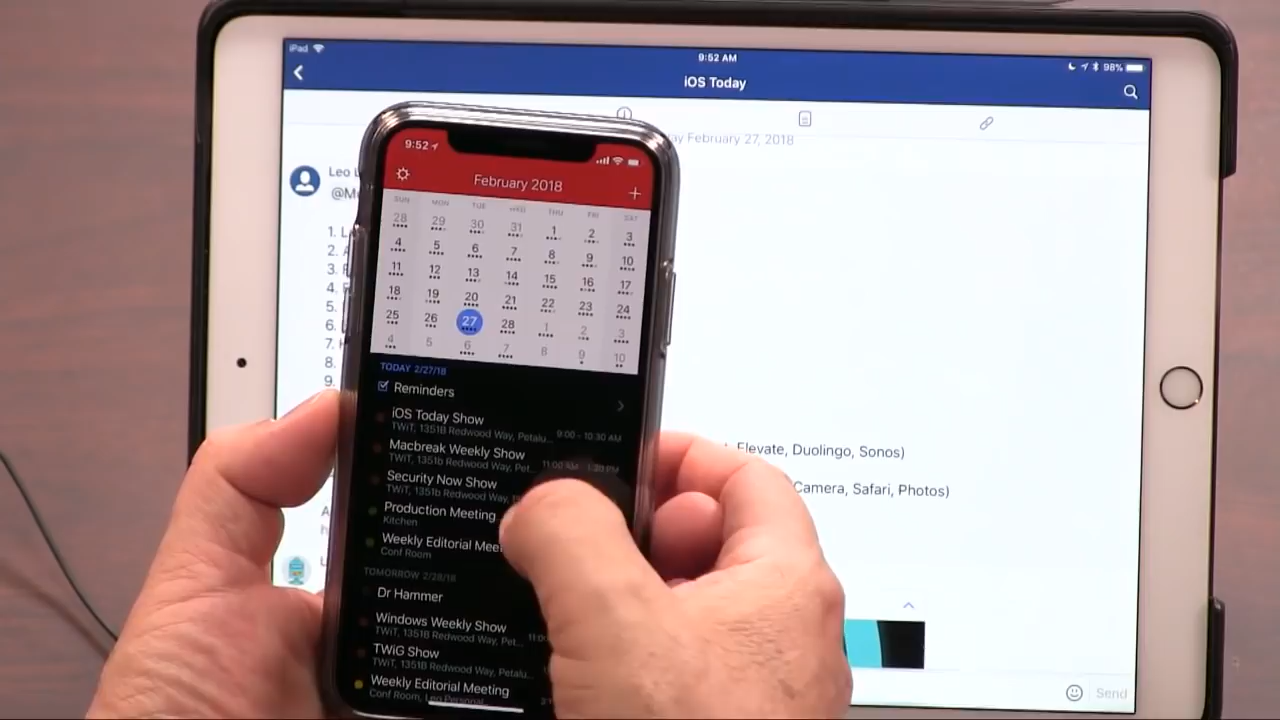 iPad
9:52 AM
98%
iOS Today
February 27, 2018
Leo
1.
2.
3.
4.
5.
6.
7.
8.
9.
Elevate, Duolingo, Sonos)
Camera, Safari, Photos)
Send
9:52
February 2018
SUN MON TUE WED THU FRI SAT
28 29 30 31 1 2 3
4 5 6 7 8 9 10
11 12 13 14 15 16 17
18 19 20 21 22 23 24
25 26 27 28 1 2 3
4 5 6 7 8 9 10
TODAY 2/27/18
Reminders
iOS Today Show
TWiT, 1351B Redwood Way, Petalu... 9:00 - 10:30 AM
Macbreak Weekly Show
TWiT, 1351b Redwood Way, Pet... 11:00 AM - 1:30 PM
Security Now Show
TWiT, 1351b Redwood Way,
Production Meeting
Kitchen
Weekly Editorial
Conf Room
TOMORROW 2/28/18
Dr Hammer
Windows Weekly Show
TWiT, 1351B Redwood Way, Pet...
TWiG Show
TWiT, 1351B Redwood Way, Petalu...
Weekly Editorial Meeting
Conf Room, Leo Personal